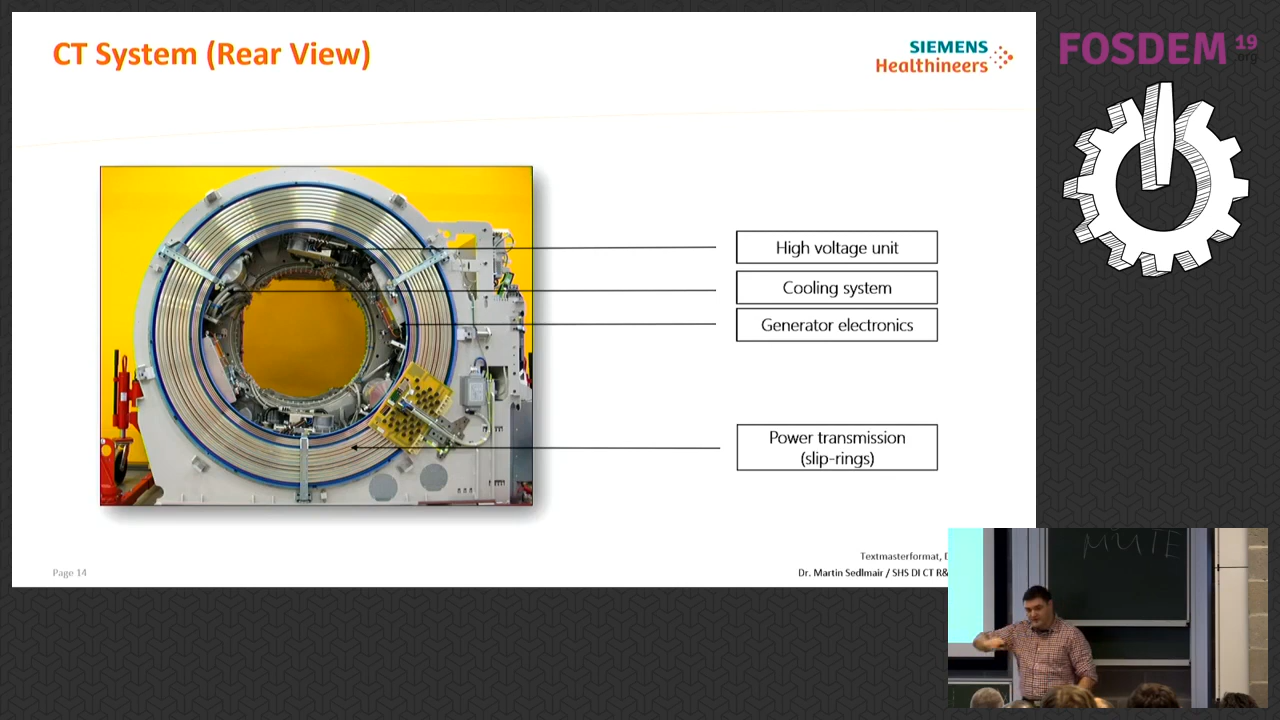 CT System (Rear View)
SIEMENS
Healthineers
FOSDEM 19
.org
High voltage unit
Cooling system
Generator electronics
Power transmission
(slip-rings)
Textmasterformat,
Page 14
Dr. Martin Sedlmair / SHS DI CT
MUTE